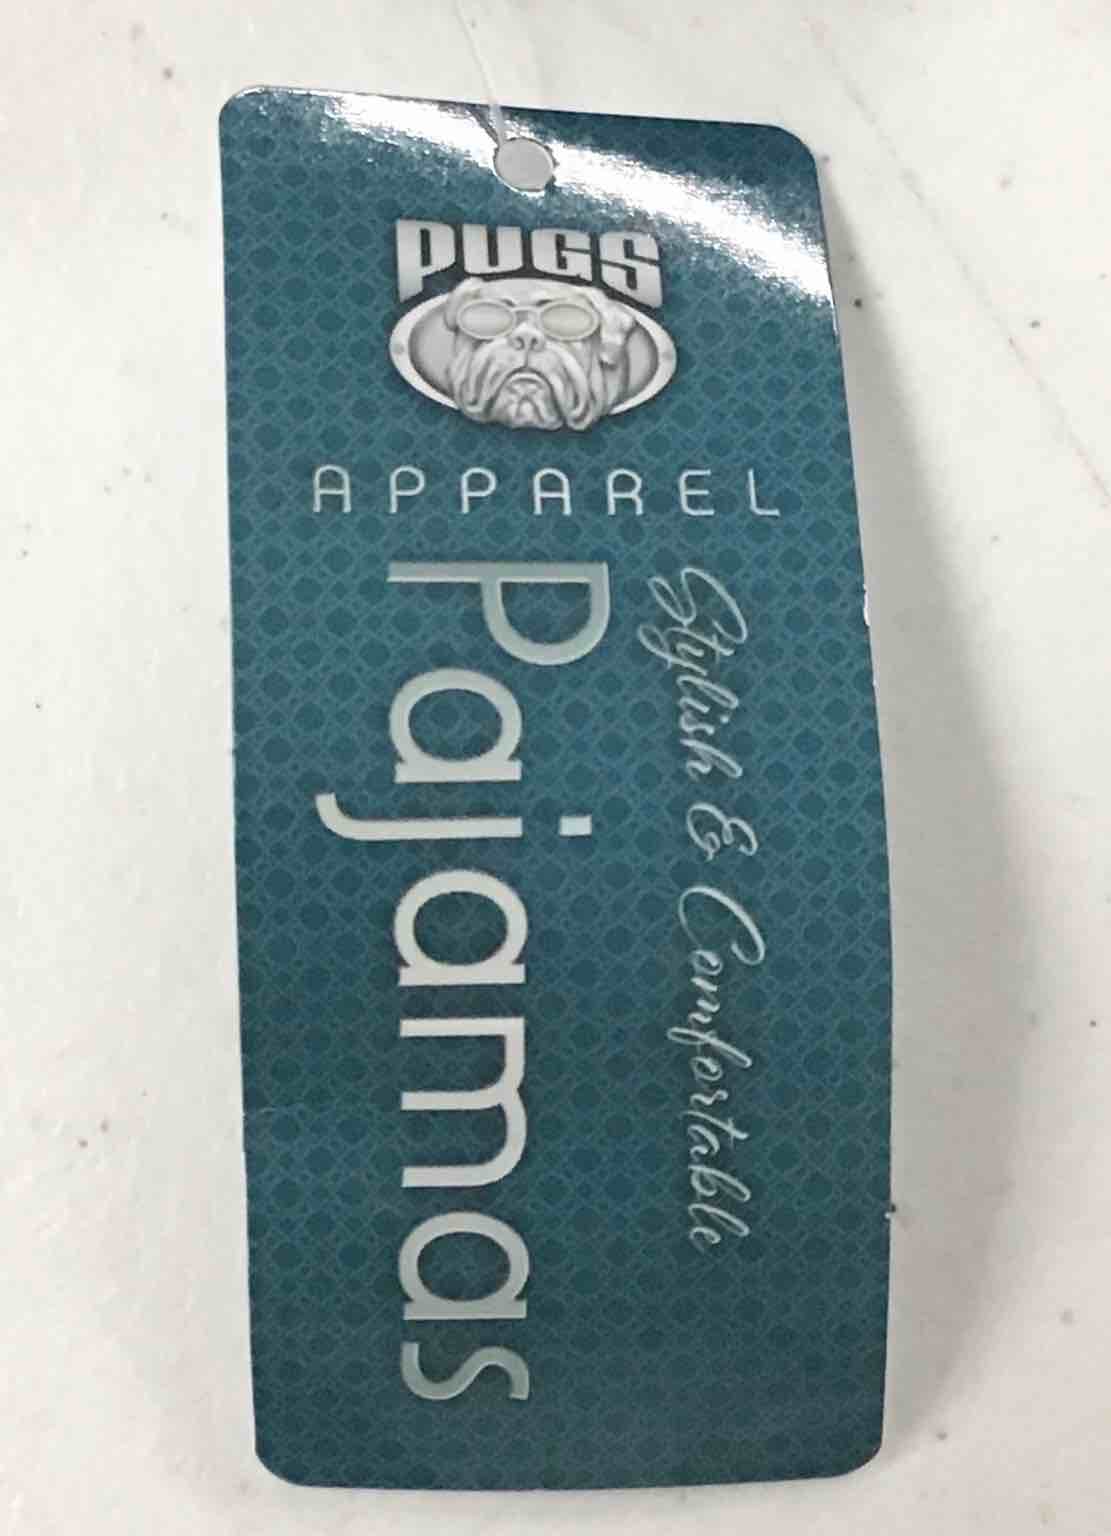 PUGS
APPAREL
Stylish & Comfortable
Pajamas